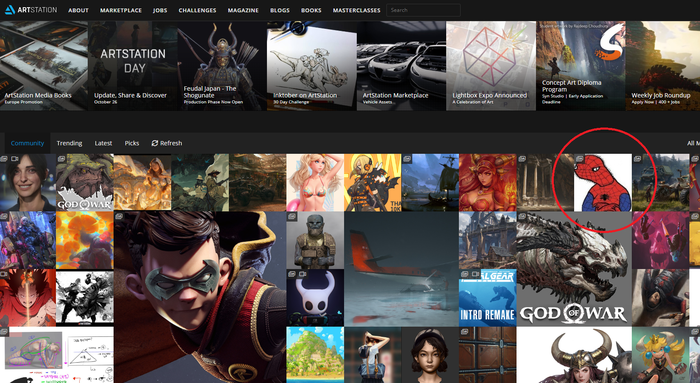 ARTSTATION
ABOUT
MARKETPLACE
JOBS
CHALLENGES
MAGAZINE
BLOGS
BOOKS
MASTERCLASSES
Search
ARTSTATION
DAY
ArtStation Media Books
Europe Promotion
Update, Share & Discover
October 26
Feudal Japan - The
Shogunate
Production Phase Now Open
Inktober on ArtStation
30 Day Challenge
ArtStation Marketplace
Vehicle Assets
Lightbox Expo Announced
A Celebration of Art
Concept Art Diploma
Program
Syn Studio | Early Application
Deadline
Weekly Job Roundup
Apply Now | 400+ Jobs
Community
Trending
Latest
Picks
Refresh
All M
GOD OF WAR
GOD OF WAR
INTRO REMAKE